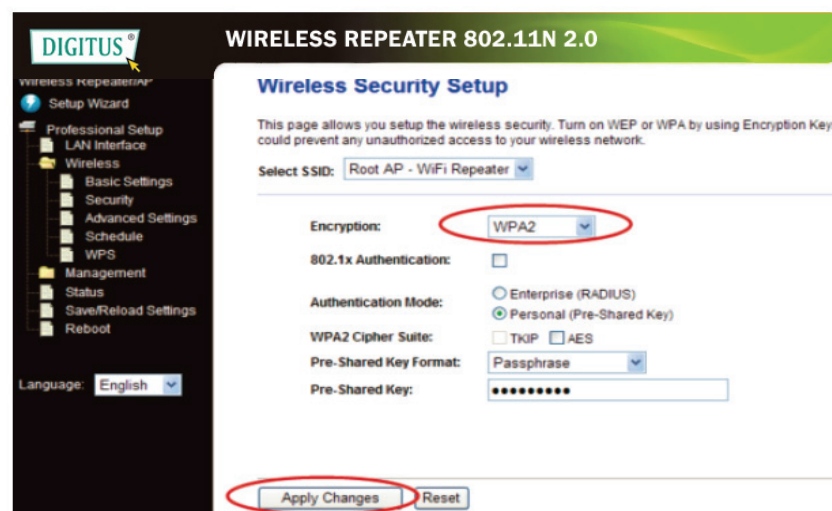 DIGITUS®
WIRELESS REPEATER 802.11N 2.0
Wireless Repeater/AP
Setup Wizard
Professional Setup
LAN Interface
Wireless
Basic Settings
Security
Advanced Settings
Schedule
WPS
Management
Status
Save/Reload Settings
Reboot
Language: English
Wireless Security Setup
This page allows you setup the wireless security. Turn on WEP or WPA by using Encryption Key
could prevent any unauthorized access to your wireless network.
Select SSID: Root AP - WiFi Repeater
Encryption: WPA2
802.1x Authentication:
Authentication Mode: Enterprise (RADIUS)
Personal (Pre-Shared Key)
WPA2 Cipher Suite: TKIP AES
Pre-Shared Key Format: Passphrase
Pre-Shared Key: •••••••••
Apply Changes Reset